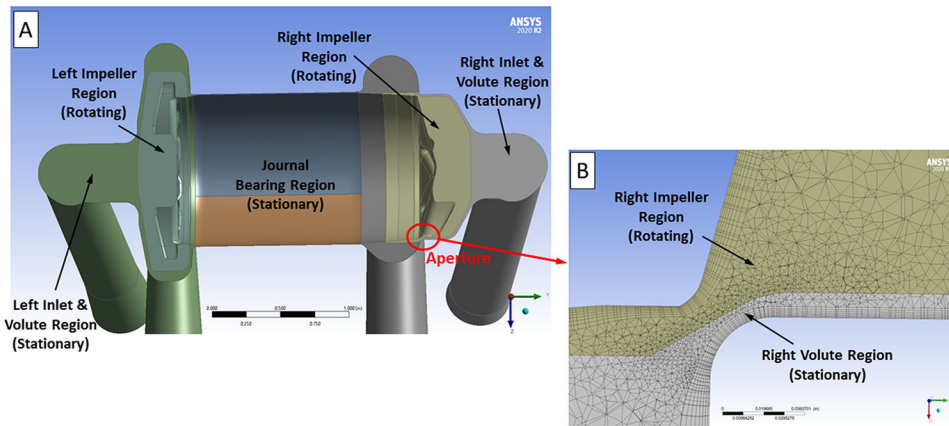 A
ANSYS
2020 R2
Left Impeller
Region
(Rotating)
Right Impeller
Region
(Rotating)
Right Inlet &
Volute Region
(Stationary)
Journal
Bearing Region
(Stationary)
Aperture
Left Inlet &
Volute Region
(Stationary)
0.000
1.000 (in)
0.250
0.750
Y
Z
B
ANSYS
2020 R
Right Impeller
Region
(Rotating)
Right Volute Region
(Stationary)